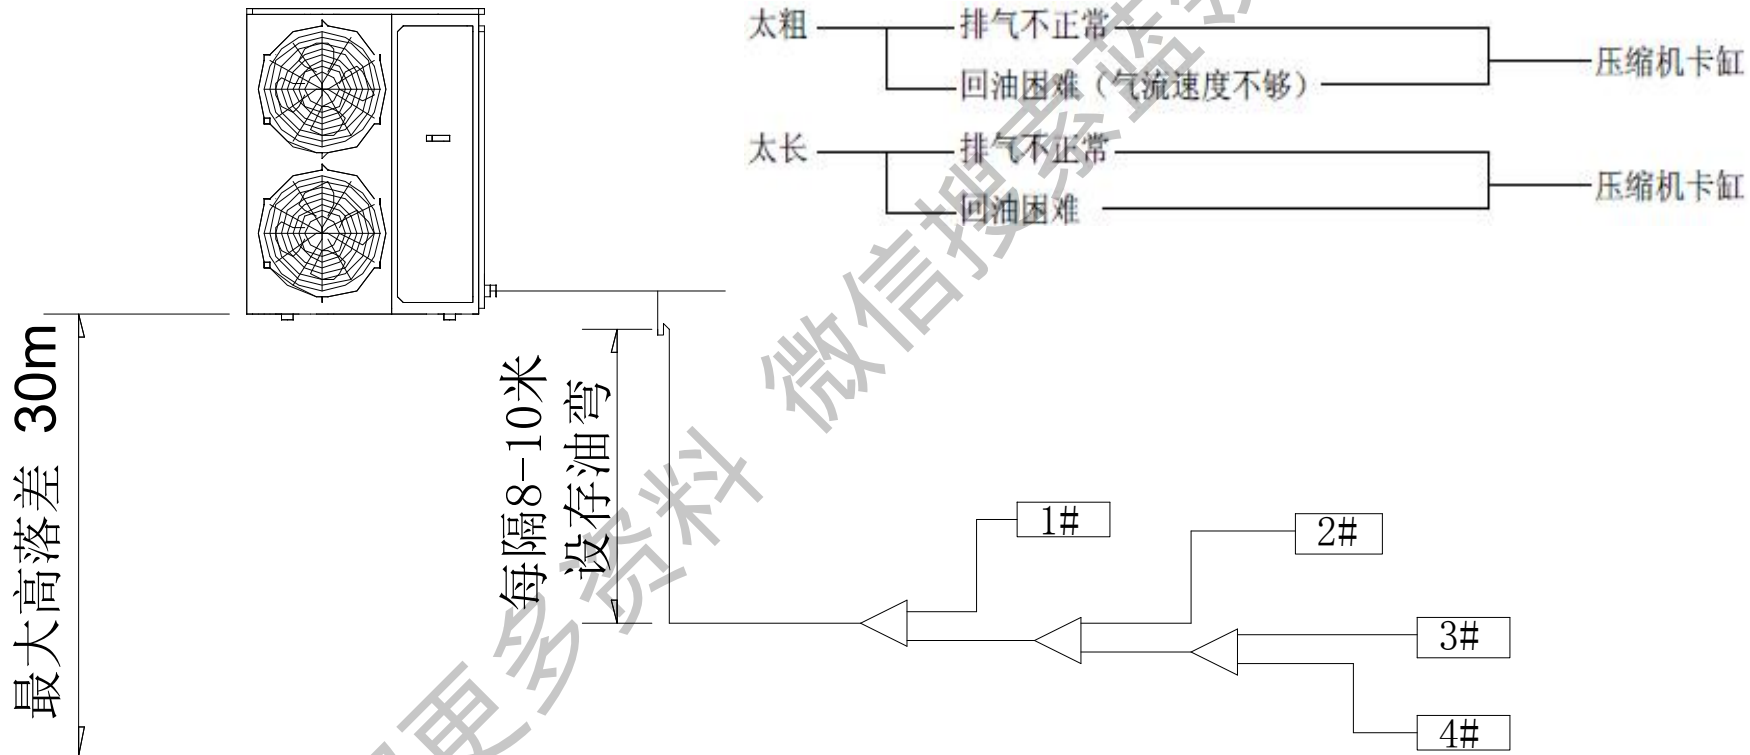 太粗
排气不正常
回油困难（气流速度不够）
压缩机卡缸
太长
排气不正常
回油困难
压缩机卡缸
最大高落差 30m
每隔8-10米
设存油弯
1#
2#
3#
4#
更多资料 微信搜索蓝